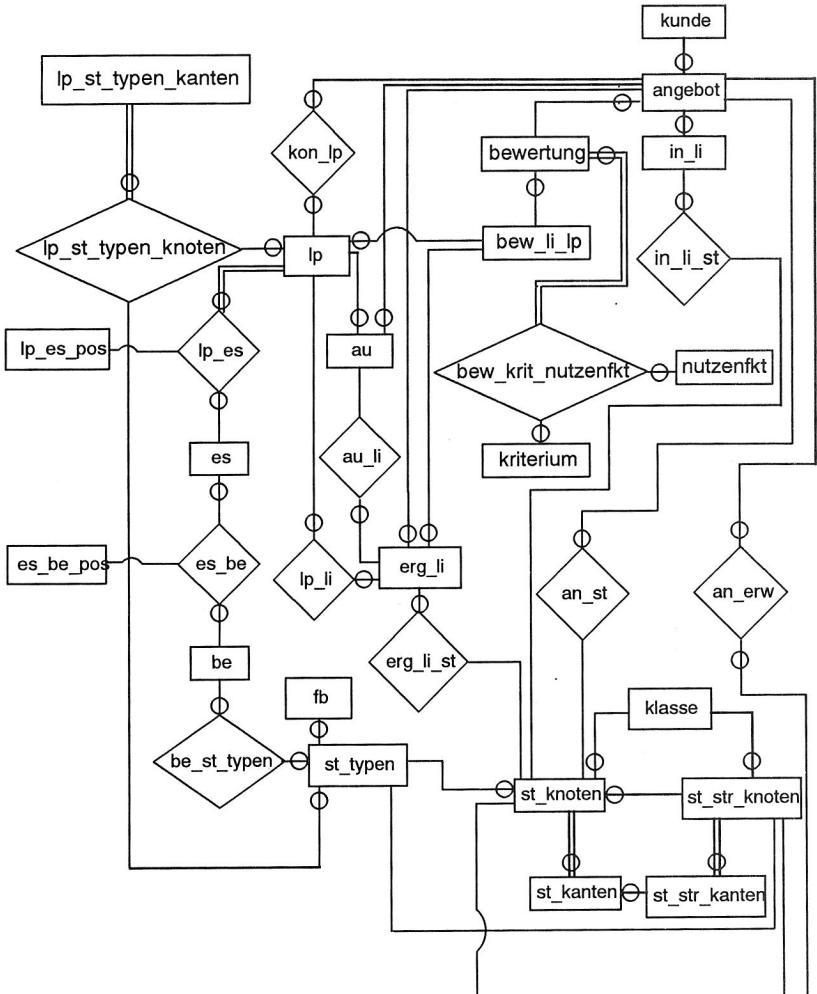 kunde
lp_st_typen_kanten
angebot
kon_lp
bewertung
in_li
lp_st_typen_knoten
lp
bew_li_lp
in_li_st
lp_es_pos
lp_es
au
bew_krit_nutzenfkt
nutzenfkt
es
au_li
kriterium
es_be_pos
es_be
lp_li
erg_li
an_st
an_erw
be
erg_li_st
fb
klasse
be_st_typen
st_typen
st_knoten
st_str_knoten
st_kanten
st_str_kanten